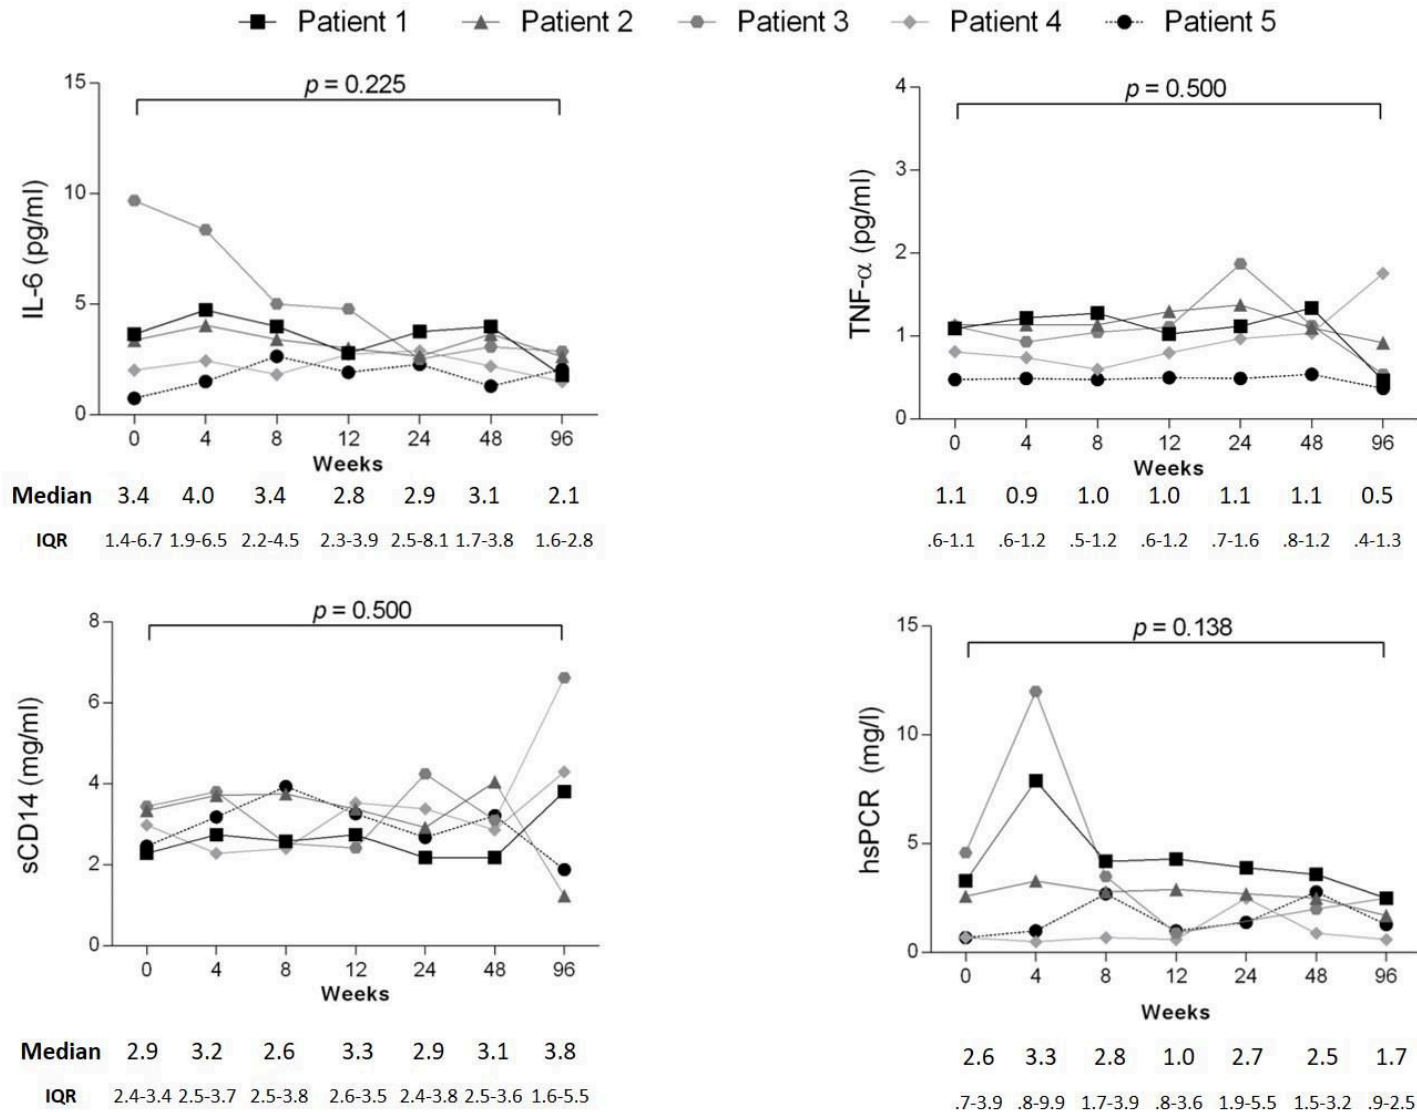 Patient 1 Patient 2 Patient 3 Patient 4 Patient 5
p = 0.225
15
10
5
0
IL-6 (pg/ml)
0 4 8 12 24 48 96
Weeks
Median 3.4 4.0 3.4 2.8 2.9 3.1 2.1
IQR 1.4-6.7 1.9-6.5 2.2-4.5 2.3-3.9 2.5-8.1 1.7-3.8 1.6-2.8
p = 0.500
4
3
2
1
0
TNF-α (pg/ml)
0 4 8 12 24 48 96
Weeks
1.1 0.9 1.0 1.0 1.1 1.1 0.5
.6-1.1 .6-1.2 .5-1.2 .6-1.2 .7-1.6 .8-1.2 .4-1.3
p = 0.500
8
6
4
2
0
sCD14 (mg/ml)
0 4 8 12 24 48 96
Weeks
Median 2.9 3.2 2.6 3.3 2.9 3.1 3.8
IQR 2.4-3.4 2.5-3.7 2.5-3.8 2.6-3.5 2.4-3.8 2.5-3.6 1.6-5.5
p = 0.138
15
10
5
0
hsPCR (mg/l)
0 4 8 12 24 48 96
Weeks
2.6 3.3 2.8 1.0 2.7 2.5 1.7
.7-3.9 .8-9.9 1.7-3.9 .8-3.6 1.9-5.5 1.5-3.2 .9-2.5